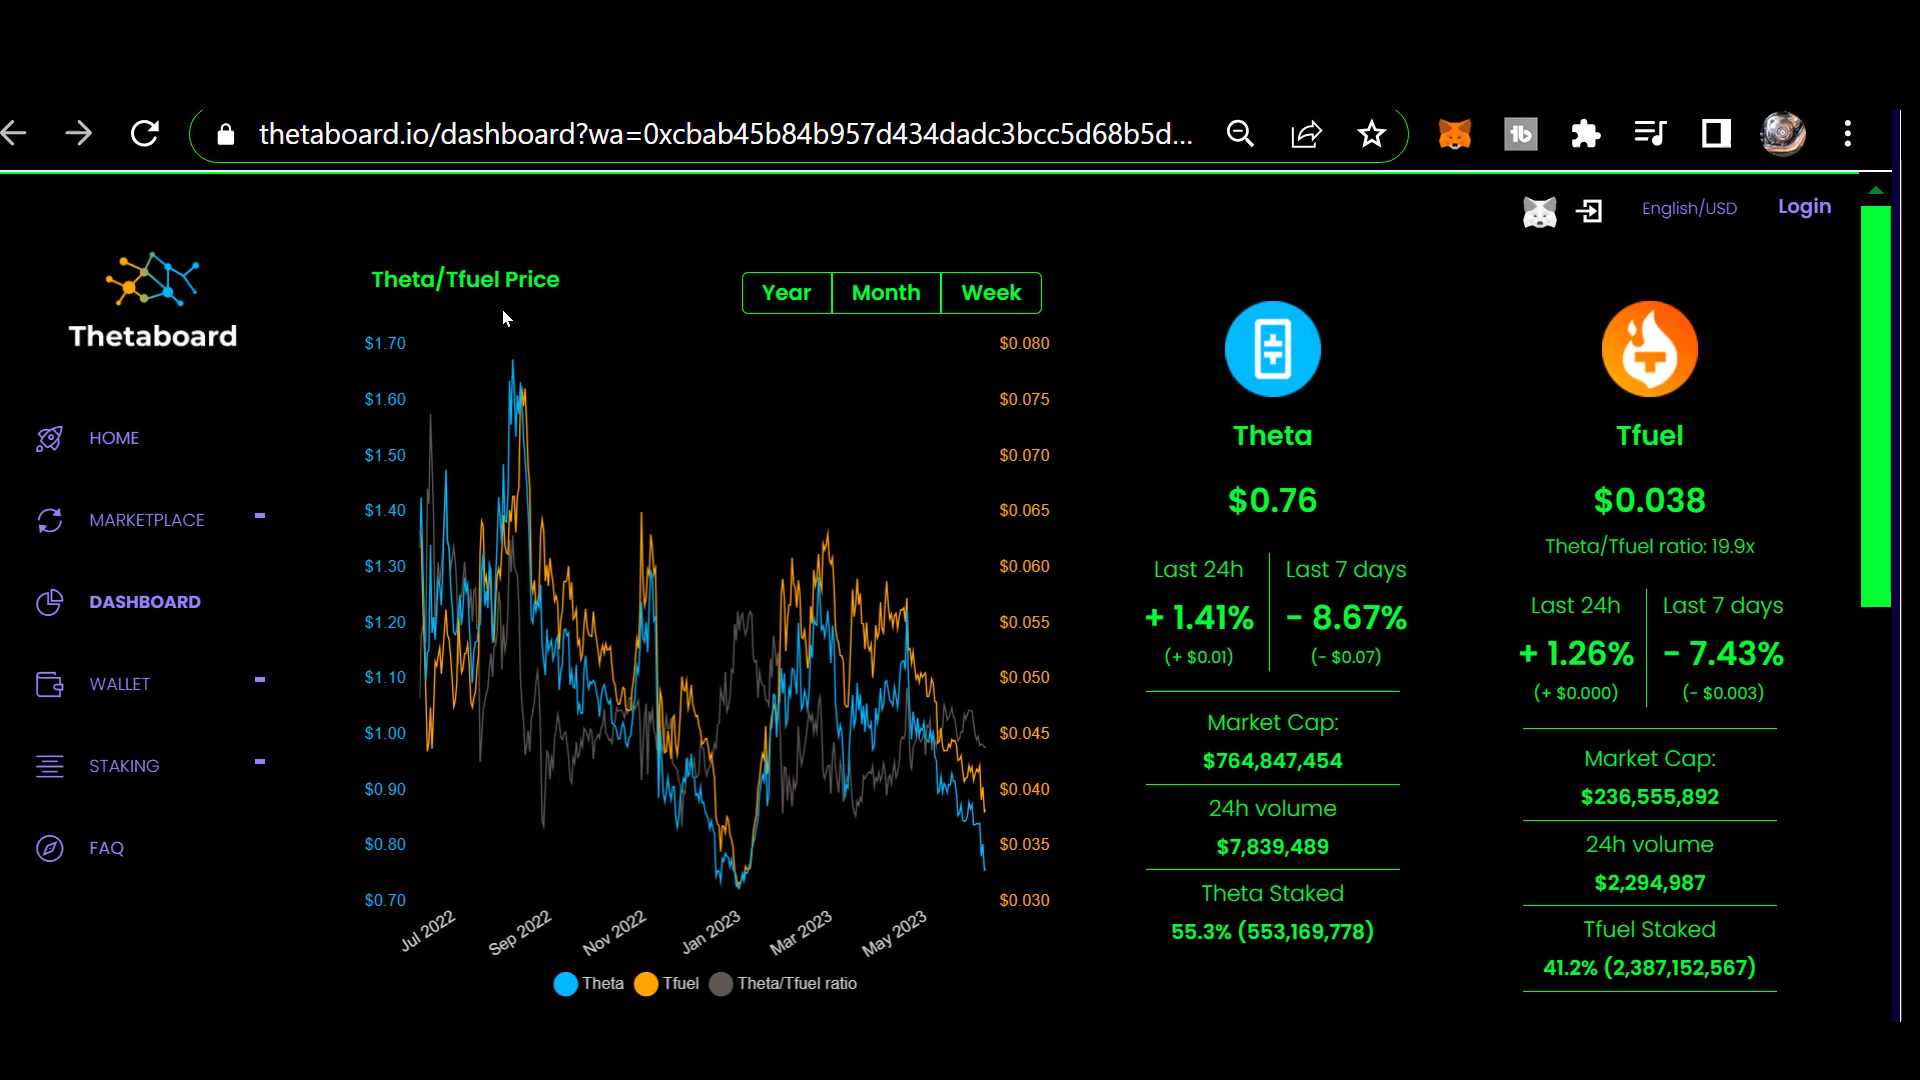 thetaboard.io/dashboard?wa=0xcbab45b84b957d434dadc3bcc5d68b5d...
English/USD
Login
Thetaboard
HOME
MARKETPLACE
DASHBOARD
WALLET
STAKING
FAQ
Theta/Tfuel Price
Year
Month
Week
$1.70
$1.60
$1.50
$1.40
$1.30
$1.20
$1.10
$1.00
$0.90
$0.80
$0.70
$0.080
$0.075
$0.070
$0.065
$0.060
$0.055
$0.050
$0.045
$0.040
$0.035
$0.030
Jul 2022
Sep 2022
Nov 2022
Jan 2023
Mar 2023
May 2023
Theta
Tfuel
Theta/Tfuel ratio
Theta
$0.76
Last 24h
+ 1.41%
(+ $0.01)
Last 7 days
- 8.67%
(- $0.07)
Market Cap:
$764,847,454
24h volume
$7,839,489
Theta Staked
55.3% (553,169,778)
Tfuel
$0.038
Theta/Tfuel ratio: 19.9x
Last 24h
+ 1.26%
(+ $0.000)
Last 7 days
- 7.43%
(- $0.003)
Market Cap:
$236,555,892
24h volume
$2,294,987
Tfuel Staked
41.2% (2,387,152,567)